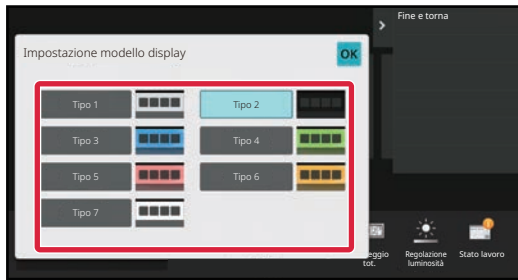 Fine e torna
Impostazione modello display
OK
Tipo 1
Tipo 2
Tipo 3
Tipo 4
Tipo 5
Tipo 6
Tipo 7
tot.
Regolazione
luminosità
Stato lavoro